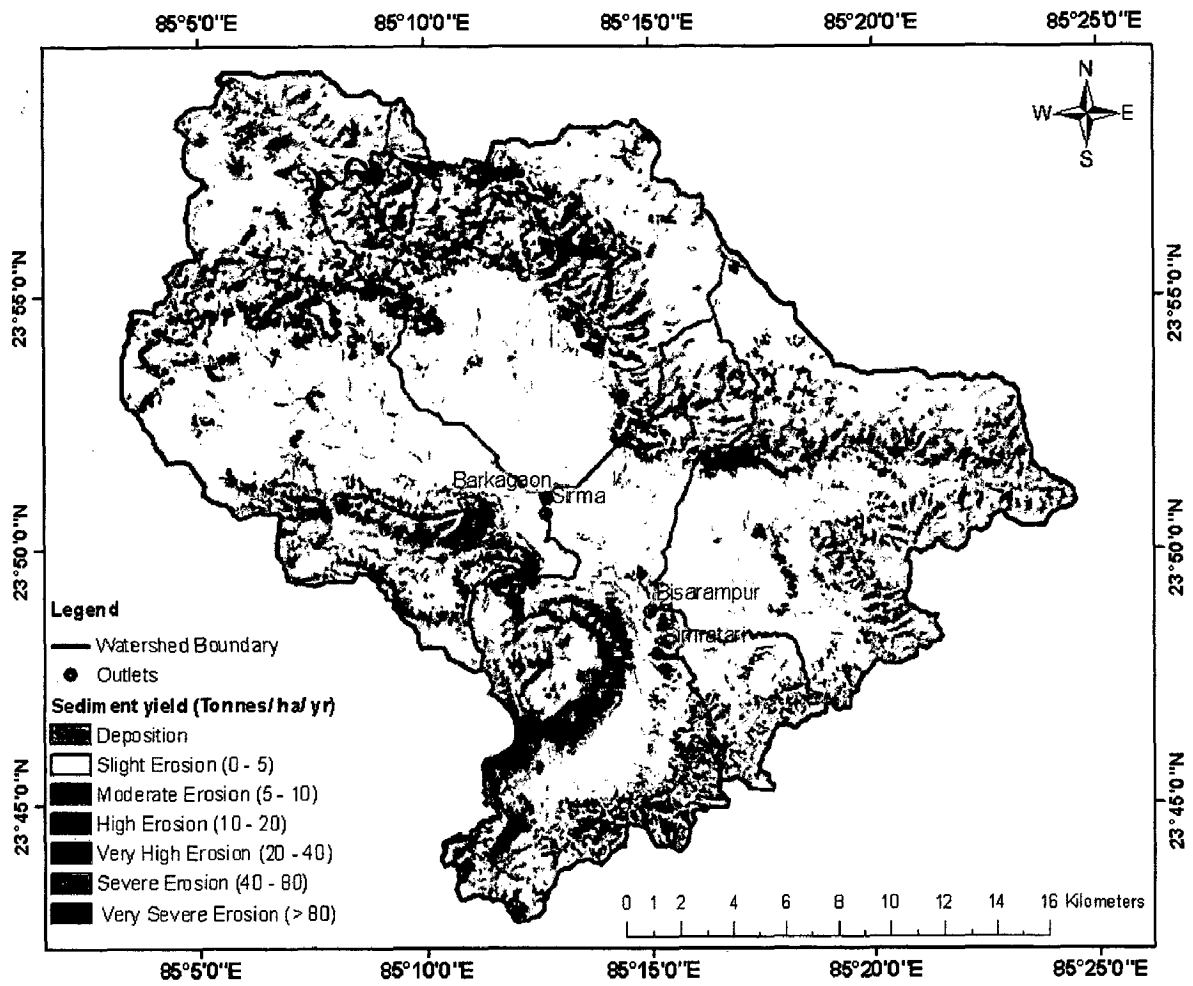 85°5'0"E 85°10'0"E 85°15'0"E 85°20'0"E 85°25'0"E
N
W E
S
23°55'0"N 23°55'0"N
Barkagaon
Sirma
23°50'0"N 23°50'0"N
Bisarampur
Legend
Watershed Boundary
Outlets
Sediment yield (Tonnes/ha/yr)
Deposition
Slight Erosion (0 - 5)
Moderate Erosion (5 - 10)
23°45'0"N 23°45'0"N
High Erosion (10 - 20)
Very High Erosion (20 - 40)
Severe Erosion (40 - 80)
Very Severe Erosion (> 80)
0 1 2 4 6 8 10 12 14 16 Kilometers
85°5'0"E 85°10'0"E 85°15'0"E 85°20'0"E 85°25'0"E